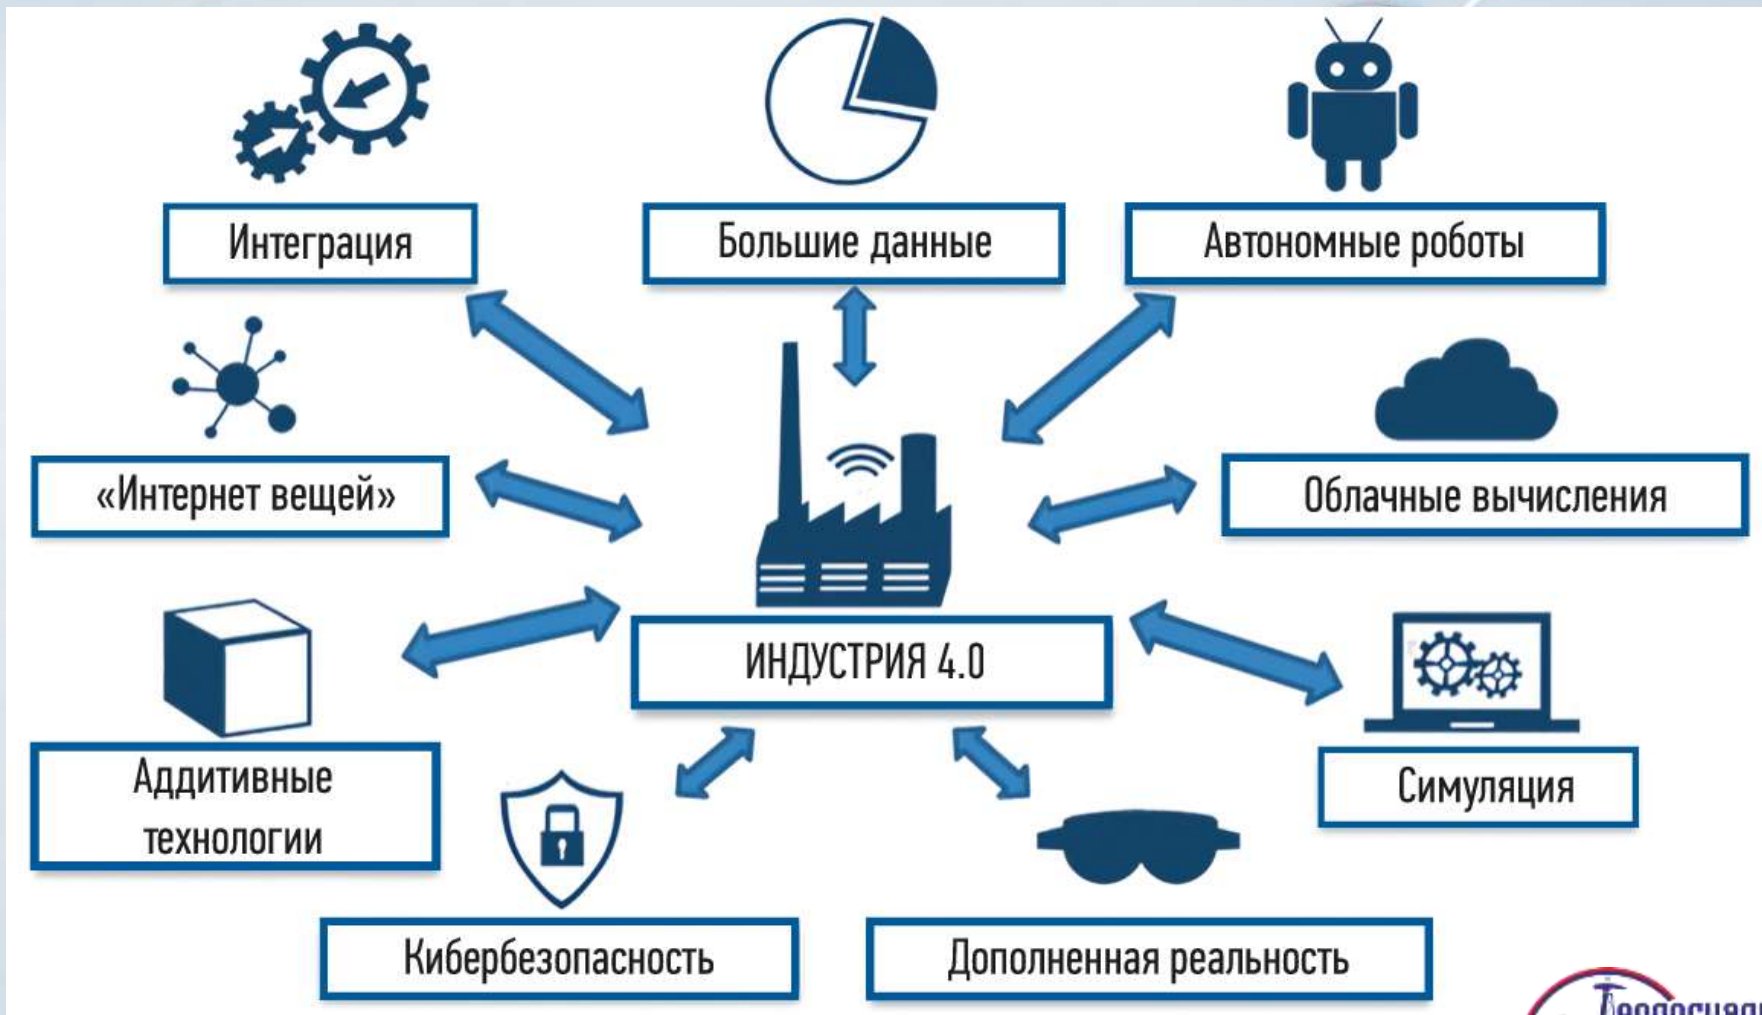 Интеграция
Большие данные
Автономные роботы
«Интернет вещей»
Облачные вычисления
ИНДУСТРИЯ 4.0
Аддитивные
технологии
Симуляция
Кибербезопасность
Дополненная реальность